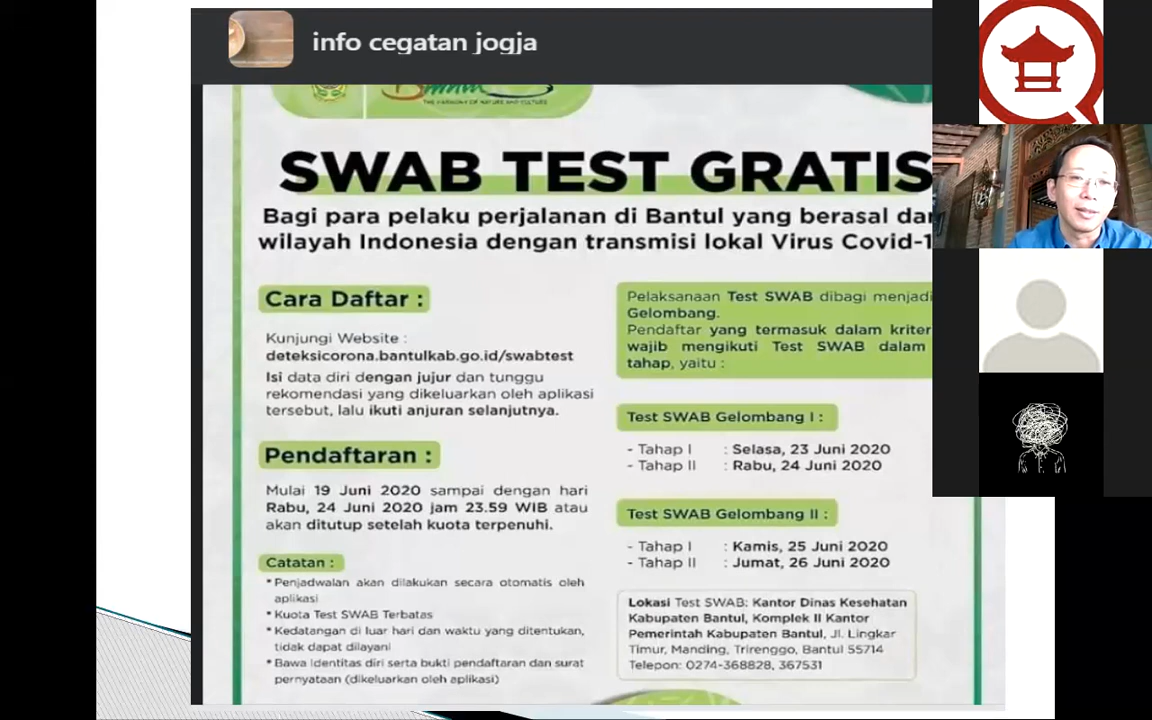 info cegatan jogja
THE HARMONY OF NATURE AND CULTURE
SWAB TEST GRATIS
Bagi para pelaku perjalanan di Bantul yang berasal
wilayah Indonesia dengan transmisi lokal Virus Covid-1
Cara Daftar :
Kunjungi Website :
deteksicorona.bantulkab.go.id/swabtest
Isi data diri dengan jujur dan tunggu
rekomendasi yang dikeluarkan oleh aplikasi
tersebut, lalu ikuti anjuran selanjutnya.
Pendaftaran :
Mulai 19 Juni 2020 sampai dengan hari
Rabu, 24 Juni 2020 jam 23.59 WIB atau
akan ditutup setelah kuota terpenuhi.
Catatan :
* Penjadwalan akan dilakukan secara otomatis oleh
aplikasi
* Kuota Test SWAB Terbatas
* Kedatangan di luar hari dan waktu yang ditentukan,
tidak dapat dilayani
* Bawa Identitas diri serta bukti pendaftaran dan surat
pernyataan (dikeluarkan oleh aplikasi)
Pelaksanaan Test SWAB dibagi menjadi
Gelombang.
Pendaftar yang termasuk dalam kriter
wajib mengikuti Test SWAB dalam
tahap, yaitu :
Test SWAB Gelombang I :
- Tahap I : Selasa, 23 Juni 2020
- Tahap II : Rabu, 24 Juni 2020
Test SWAB Gelombang II :
- Tahap I : Kamis, 25 Juni 2020
- Tahap II : Jumat, 26 Juni 2020
Lokasi Test SWAB: Kantor Dinas Kesehatan
Kabupaten Bantul, Komplek II Kantor
Pemerintah Kabupaten Bantul, Jl. Lingkar
Timur, Manding, Trirenggo, Bantul 55714
Telepon: 0274-368828, 367531